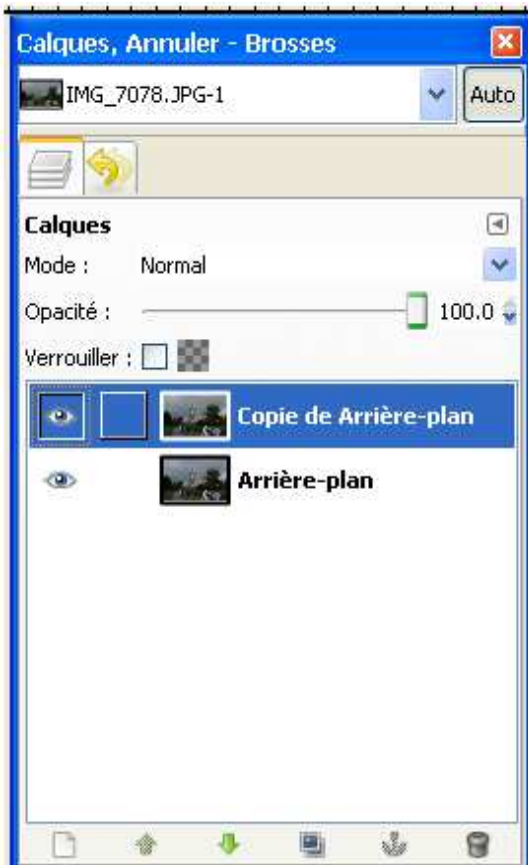 Calques, Annuler - Brosses
IMG_7078.JPG-1
Auto
Calques
Mode : Normal
Opacité : 100.0
Verrouiller :
Copie de Arrière-plan
Arrière-plan